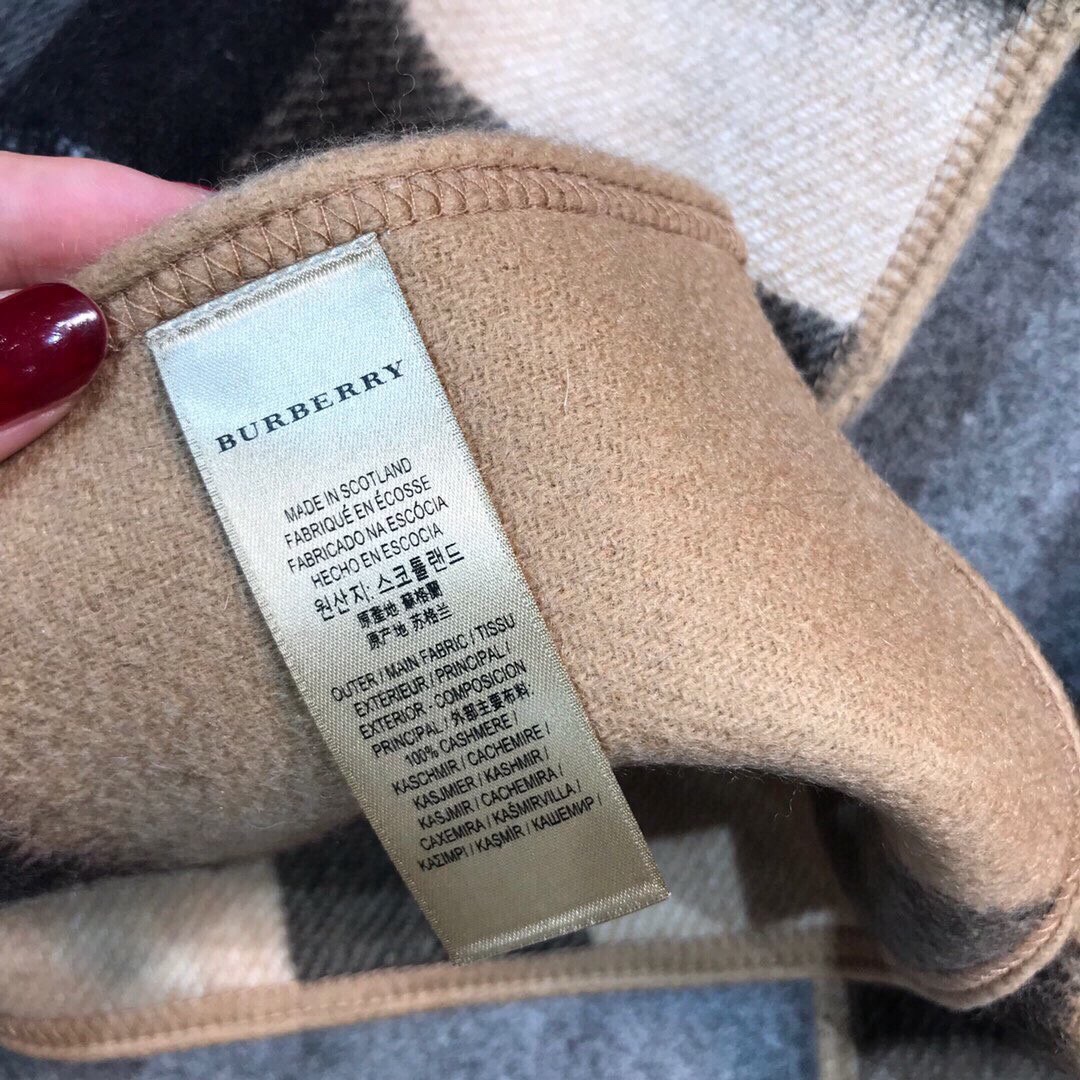 BURBERRY
MADE IN SCOTLAND
FABRIQUÉ EN ÉCOSSE
FABRICADO NA ESCÓCIA
HECHO EN ESCOCIA
원산지: 스코틀랜드
原產地 蘇格蘭
原产地 苏格兰
OUTER / MAIN FABRIC / TISSU
EXTERIEUR / PRINCIPAL /
EXTERIOR - COMPOSICION
PRINCIPAL / 外部主要布料:
100% CASHMERE /
KASCHMIR / CACHEMIRE /
KASJMIER / KASHMIR /
KASJMIR / CACHEMIRA /
CAXEMIRA / KAŠMIRVILLA /
ΚΑΣΙΜΡΙ / KAŞMİR / КАШЕМИР /